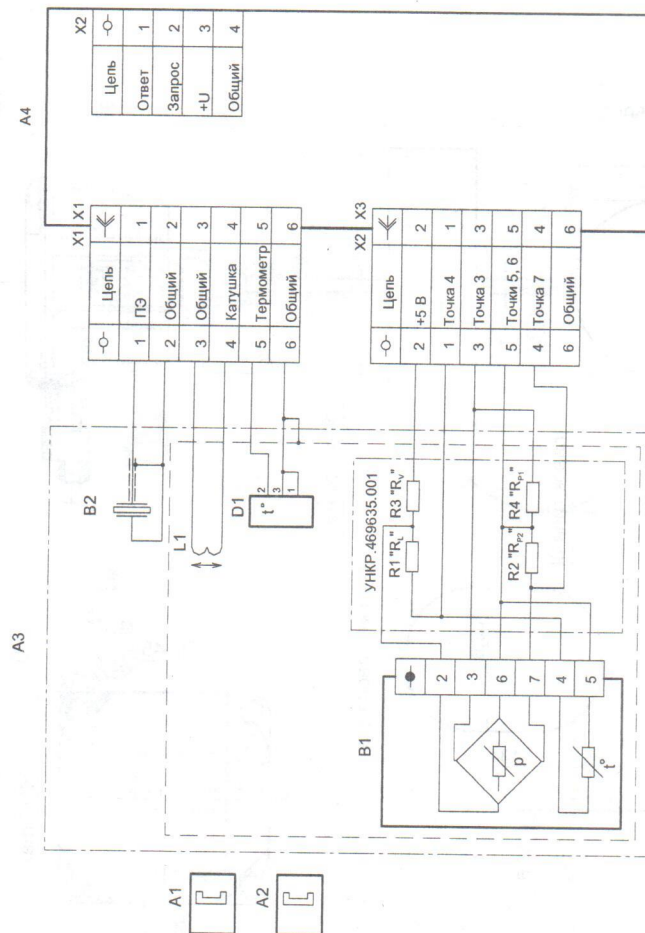 A3
A4
A1
A2
B2
L1
D1
t°
2
3
1
X1 X1
Цепь
1 ПЭ 1
2 Общий 2
3 Общий 3
4 Катушка 4
5 Термометр 5
6 Общий 6
X2
Цепь
Ответ 1
Запрос 2
+U 3
Общий 4
X2 X3
Цепь
2 +5 В 2
1 Точка 4 1
3 Точка 3 3
5 Точки 5, 6 5
4 Точка 7 4
6 Общий 6
УНКР.469635.001
R1 "RL" R3 "RV"
R2 "RP2" R4 "RP1"
B1
2
3
6
7
4
5
p
t°